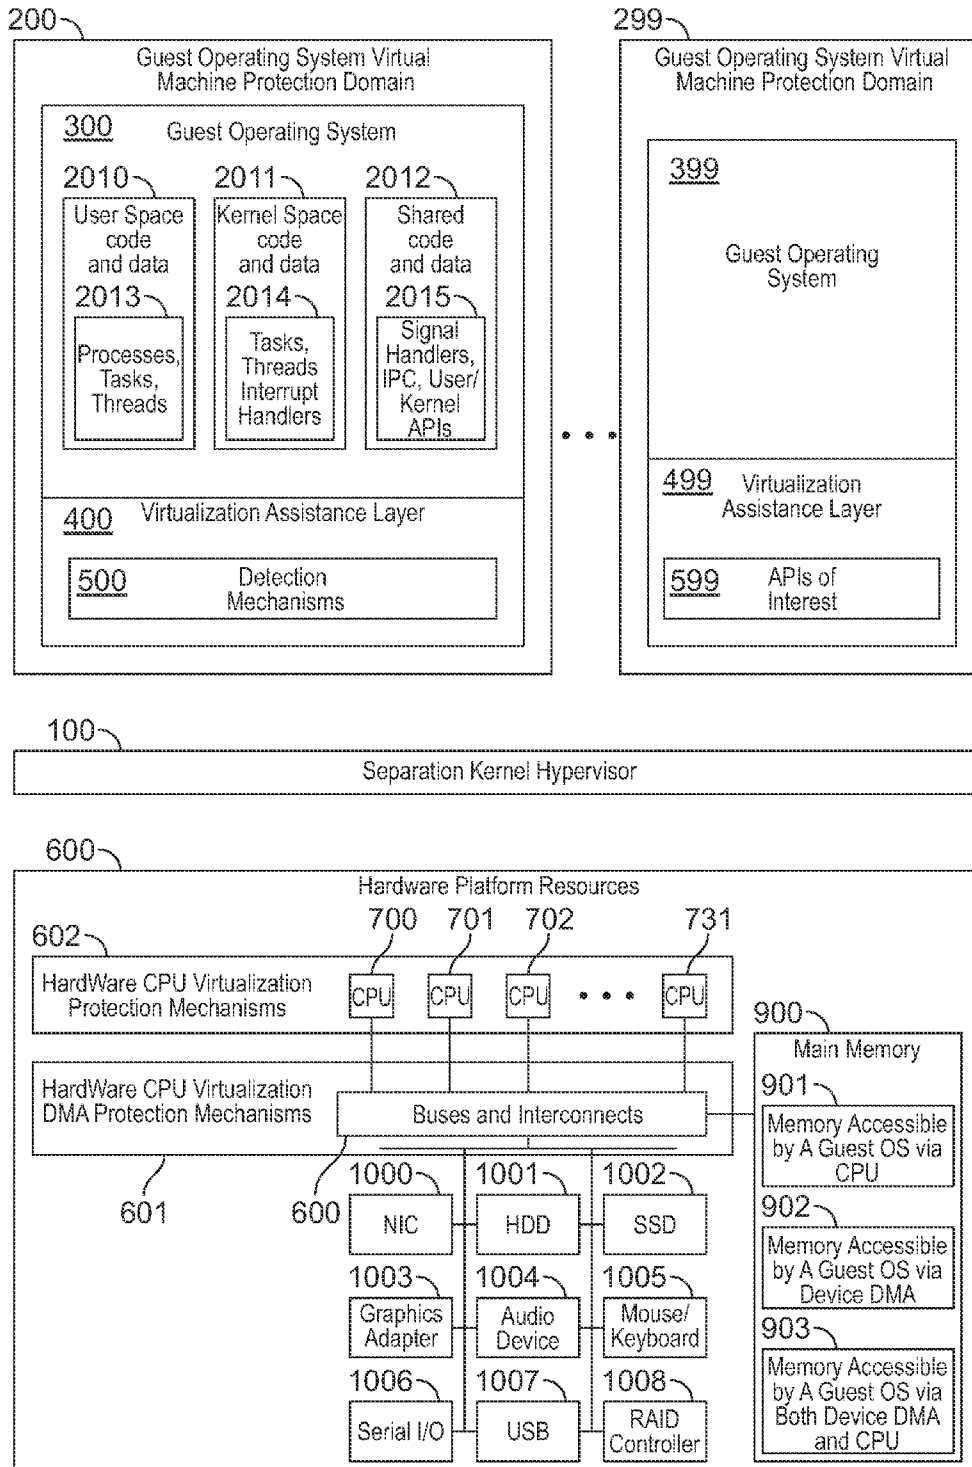 200
Guest Operating System Virtual
Machine Protection Domain
300
Guest Operating System
2010
User Space
code
and data
2013
Processes,
Tasks,
Threads
2011
Kernel Space
code
and data
2014
Tasks,
Threads
Interrupt
Handlers
2012
Shared
code
and data
2015
Signal
Handlers,
IPC, User/
Kernel
APIs
400
Virtualization Assistance Layer
500
Detection
Mechanisms
299
Guest Operating System Virtual
Machine Protection Domain
399
Guest Operating
System
499
Virtualization
Assistance Layer
599
APIs of
Interest
100
Separation Kernel Hypervisor
600
Hardware Platform Resources
602
HardWare CPU Virtualization
Protection Mechanisms
700
CPU
701
CPU
702
CPU
731
CPU
HardWare CPU Virtualization
DMA Protection Mechanisms
Buses and Interconnects
601
600
1000
NIC
1001
HDD
1002
SSD
1003
Graphics
Adapter
1004
Audio
Device
1005
Mouse/
Keyboard
1006
Serial I/O
1007
USB
1008
RAID
Controller
900
Main Memory
901
Memory Accessible
by A Guest OS via
CPU
902
Memory Accessible
by A Guest OS via
Device DMA
903
Memory Accessible
by A Guest OS via
Both Device DMA
and CPU